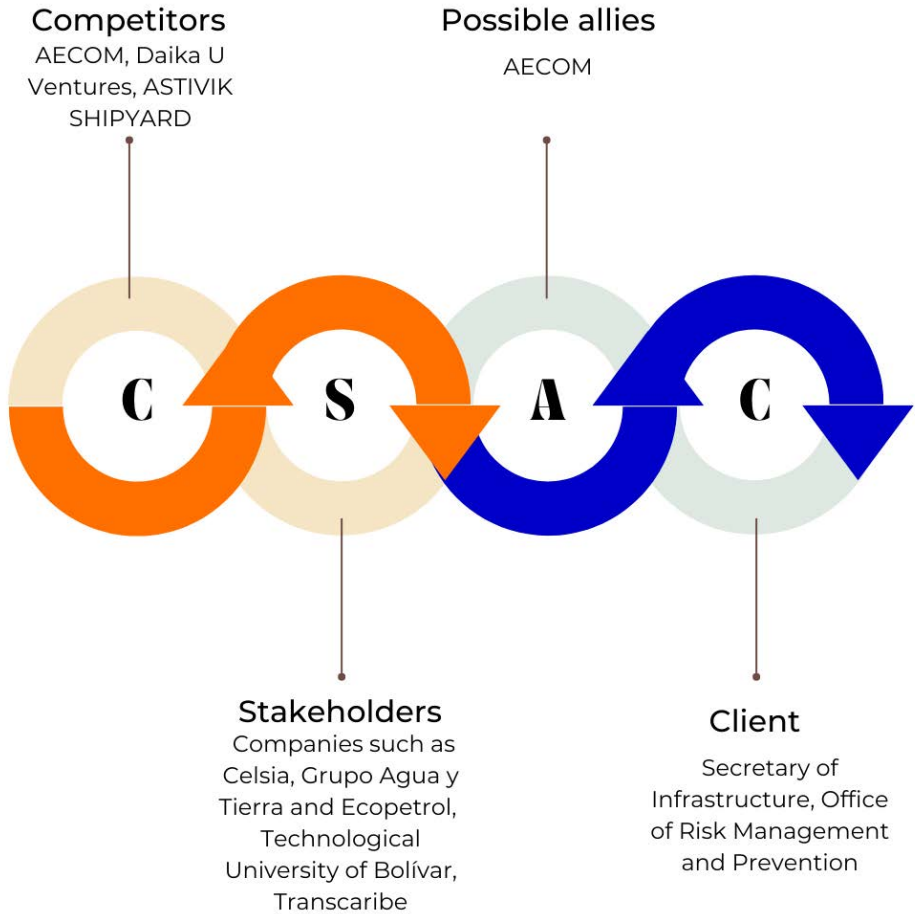 Competitors
AECOM, Daika U
Ventures, ASTIVIK
SHIPYARD
Possible allies
AECOM
C
S
A
C
Stakeholders
Companies such as
Celsia, Grupo Agua y
Tierra and Ecopetrol,
Technological
University of Bolívar,
Transcaribe
Client
Secretary of
Infrastructure, Office
of Risk Management
and Prevention